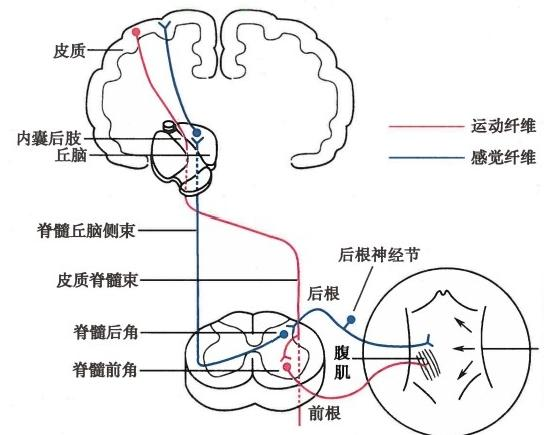 皮质
内囊后肢
丘脑
运动纤维
感觉纤维
脊髓丘脑侧束
皮质脊髓束
后根神经节
后根
脊髓后角
脊髓前角
腹肌
前根